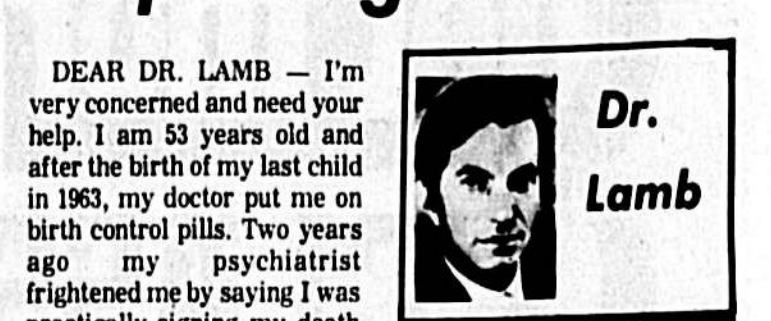 DEAR DR. LAMB — I'm
very concerned and need your
help. I am 53 years old and
after the birth of my last child
in 1963, my doctor put me on
birth control pills. Two years
ago my psychiatrist
frightened me by saying I was
Dr.
Lamb